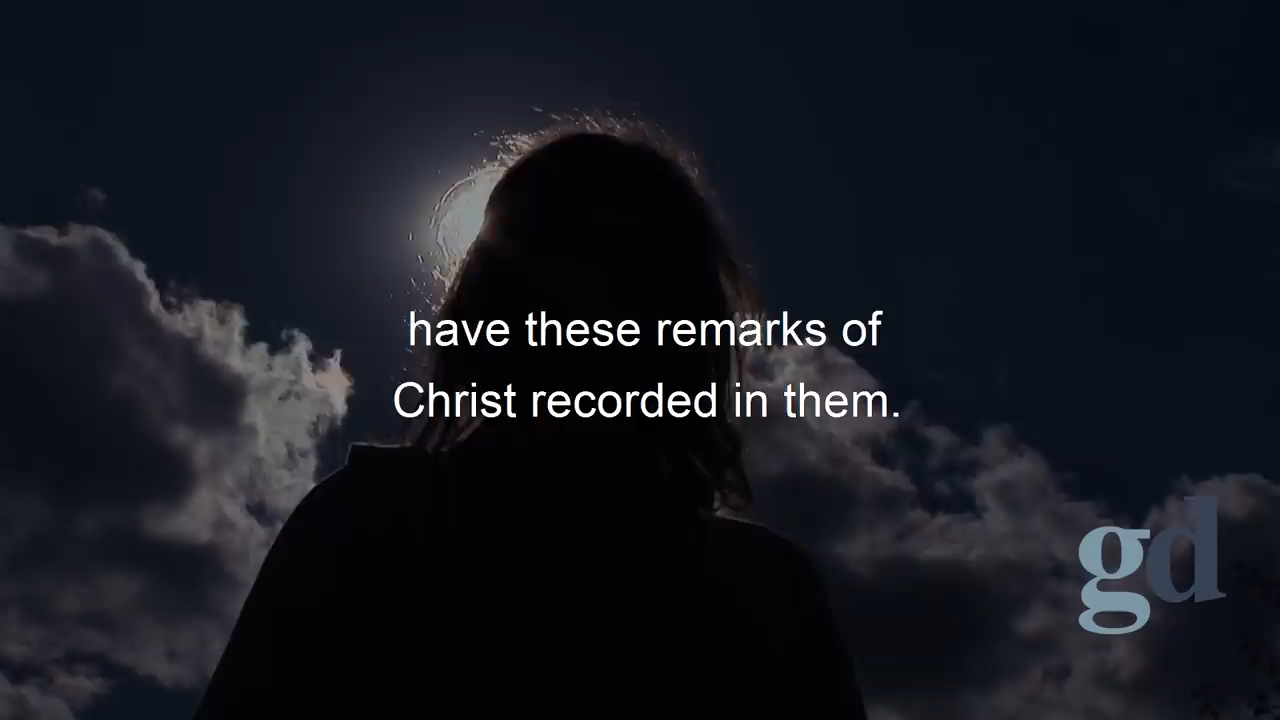 have these remarks of
Christ recorded in them.
gd